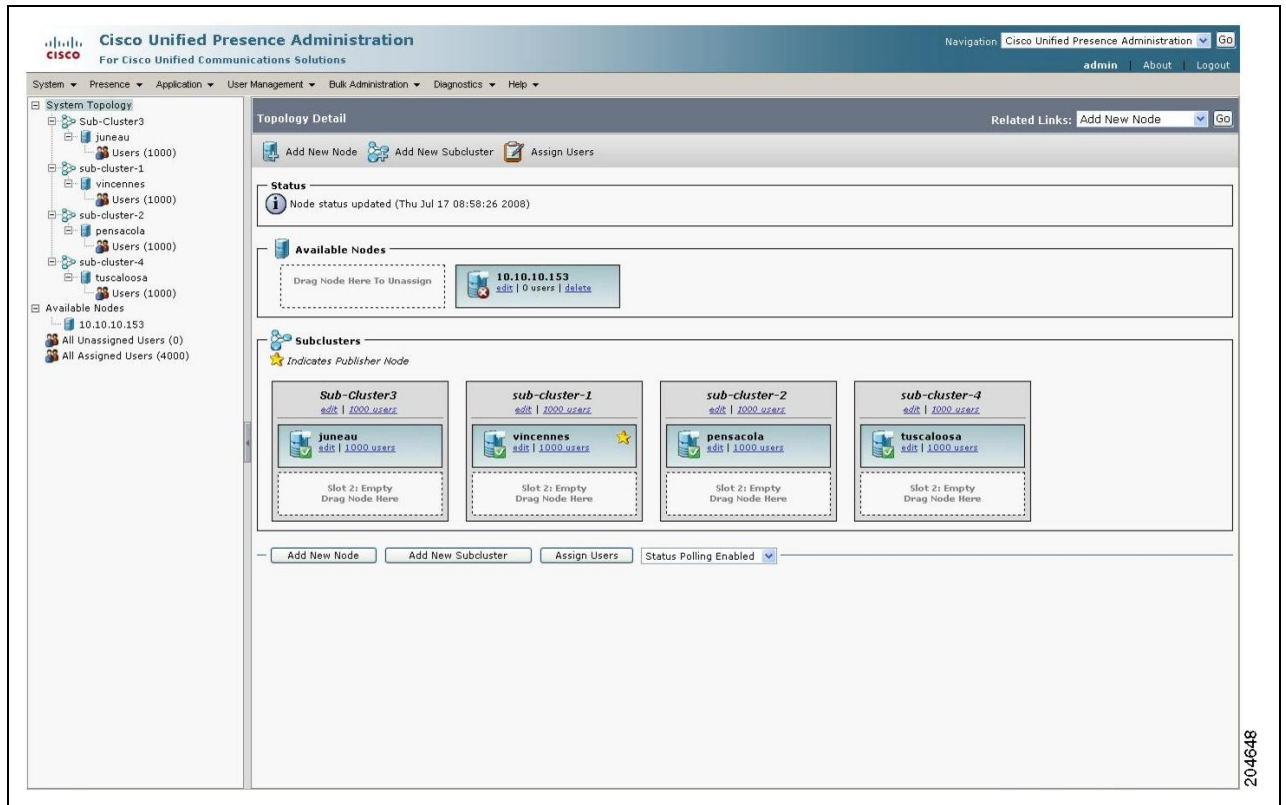 CISCO
Cisco Unified Presence Administration
For Cisco Unified Communications Solutions
Navigation Cisco Unified Presence Administration GO
admin | About | Logout
System Presence Application User Management Bulk Administration Diagnostics Help
System Topology
Sub-Cluster3
juneau
Users (1000)
sub-cluster-1
vincennes
Users (1000)
sub-cluster-2
pensacola
Users (1000)
sub-cluster-4
tuscaloosa
Users (1000)
Available Nodes
10.10.10.153
All Unassigned Users (0)
All Assigned Users (4000)
Topology Detail
Related Links: Add New Node Go
Add New Node Add New Subcluster Assign Users
Status
Node status updated (Thu Jul 17 08:58:26 2008)
Available Nodes
Drag Node Here To Unassign
10.10.10.153
edit | 0 users | delete
Subclusters
Indicates Publisher Node
Sub-Cluster3
edit | 1000 users
juneau
edit | 1000 users
Slot 2: Empty
Drag Node Here
sub-cluster-1
edit | 1000 users
vincennes
edit | 1000 users
Slot 2: Empty
Drag Node Here
sub-cluster-2
edit | 1000 users
pensacola
edit | 1000 users
Slot 2: Empty
Drag Node Here
sub-cluster-4
edit | 1000 users
tuscaloosa
edit | 1000 users
Slot 2: Empty
Drag Node Here
Add New Node Add New Subcluster Assign Users Status Polling Enabled
204648